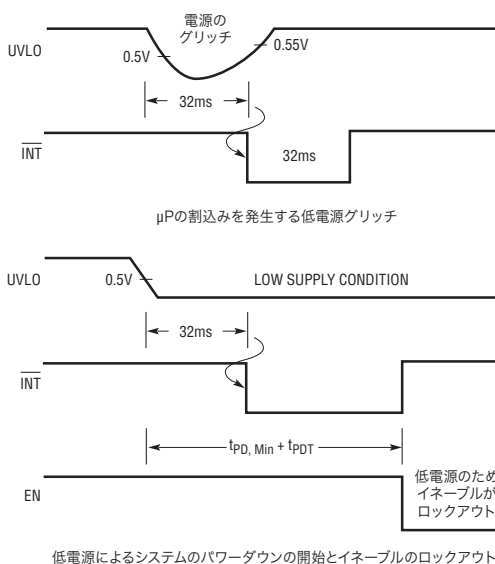 電源の
グリッチ
UVLO
0.5V
0.55V
32ms
INT
32ms
μPの割込みを発生する低電源グリッチ
UVLO
0.5V
LOW SUPPLY CONDITION
32ms
INT
tPD, Min + tPDT
EN
低電源のため
イネーブルが
ロックアウト
低電源によるシステムのパワーダウンの開始とイネーブルのロックアウト